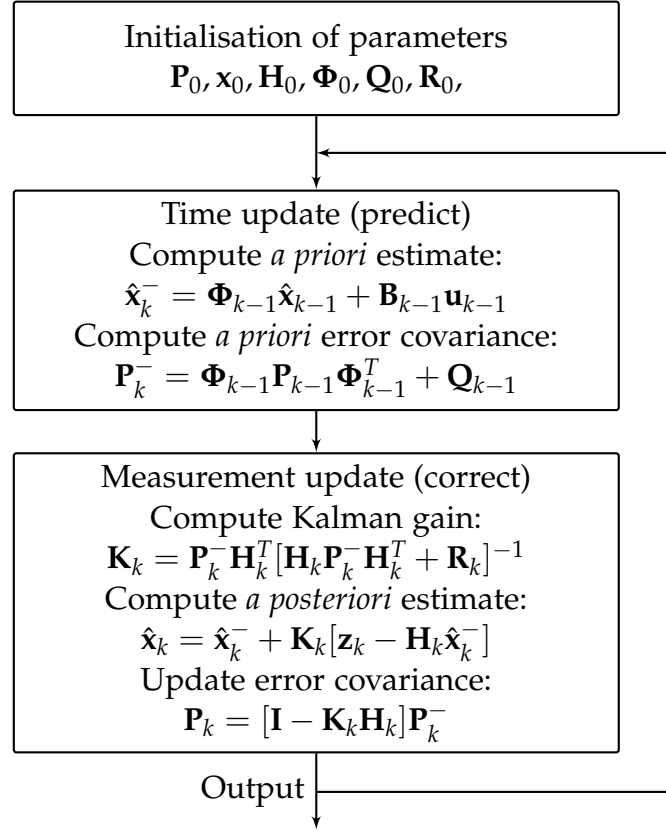 Initialisation of parameters
𝐏₀, 𝐱₀, 𝐇₀, 𝚽₀, 𝐐₀, 𝐑₀,
Time update (predict)
Compute a priori estimate:
𝐱̂ₖ⁻ = 𝚽ₖ₋₁𝐱̂ₖ₋₁ + 𝐁ₖ₋₁𝐮ₖ₋₁
Compute a priori error covariance:
𝐏ₖ⁻ = 𝚽ₖ₋₁𝐏ₖ₋₁𝚽ₖ₋₁ᵀ + 𝐐ₖ₋₁
Measurement update (correct)
Compute Kalman gain:
𝐊ₖ = 𝐏ₖ⁻𝐇ₖᵀ[𝐇ₖ𝐏ₖ⁻𝐇ₖᵀ + 𝐑ₖ]⁻¹
Compute a posteriori estimate:
𝐱̂ₖ = 𝐱̂ₖ⁻ + 𝐊ₖ[𝐳ₖ − 𝐇ₖ𝐱̂ₖ⁻]
Update error covariance:
𝐏ₖ = [𝐈 − 𝐊ₖ𝐇ₖ]𝐏ₖ⁻
Output